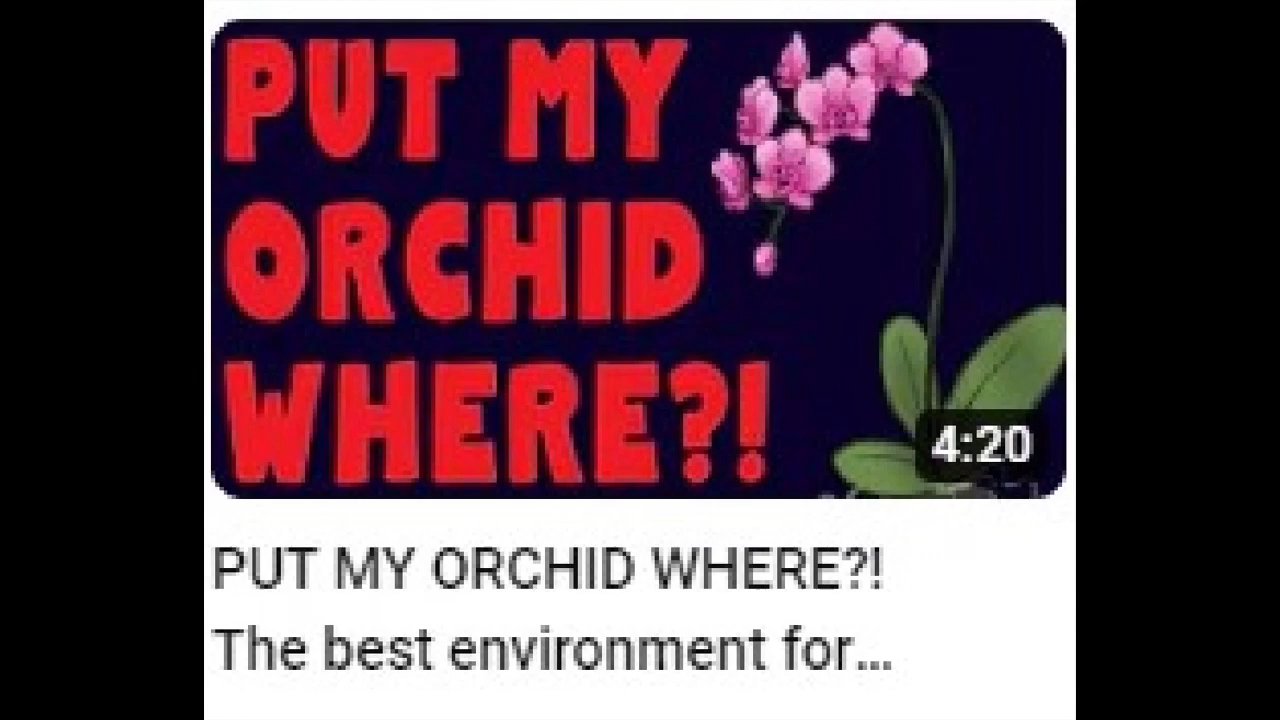 PUT MY
ORCHID
WHERE?!
4:20
PUT MY ORCHID WHERE?!
The best environment for...